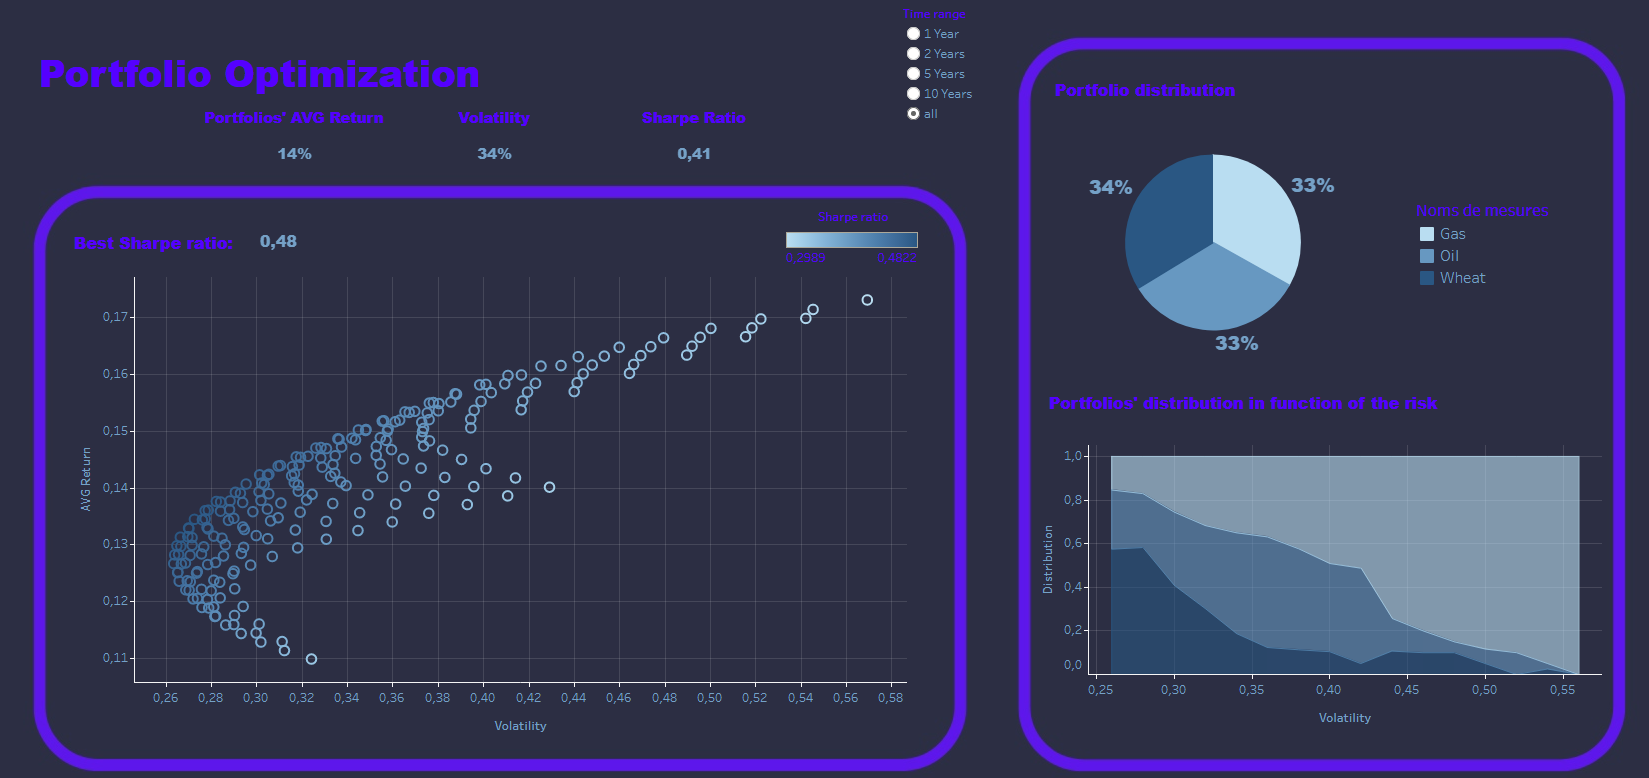 Time range
1 Year
2 Years
5 Years
10 Years
all
Portfolio Optimization
Portfolios' AVG Return Volatility Sharpe Ratio
14% 34% 0,41
Best Sharpe ratio: 0,48
Sharpe ratio
0,17
0,16
0,15
0,14
0,13
0,12
0,11
AVG Return
0,26 0,28 0,30 0,32 0,34 0,36 0,38 0,40 0,42 0,44 0,46 0,48 0,50 0,52 0,54 0,56 0,58
Volatility
Portfolio distribution
34% 33%
33%
Noms de mesures
Gas
Oil
Wheat
Portfolios' distribution in function of the risk
1,0
0,8
0,6
0,4
0,2
0,0
Distribution
0,25 0,30 0,35 0,40 0,45 0,50 0,55
Volatility